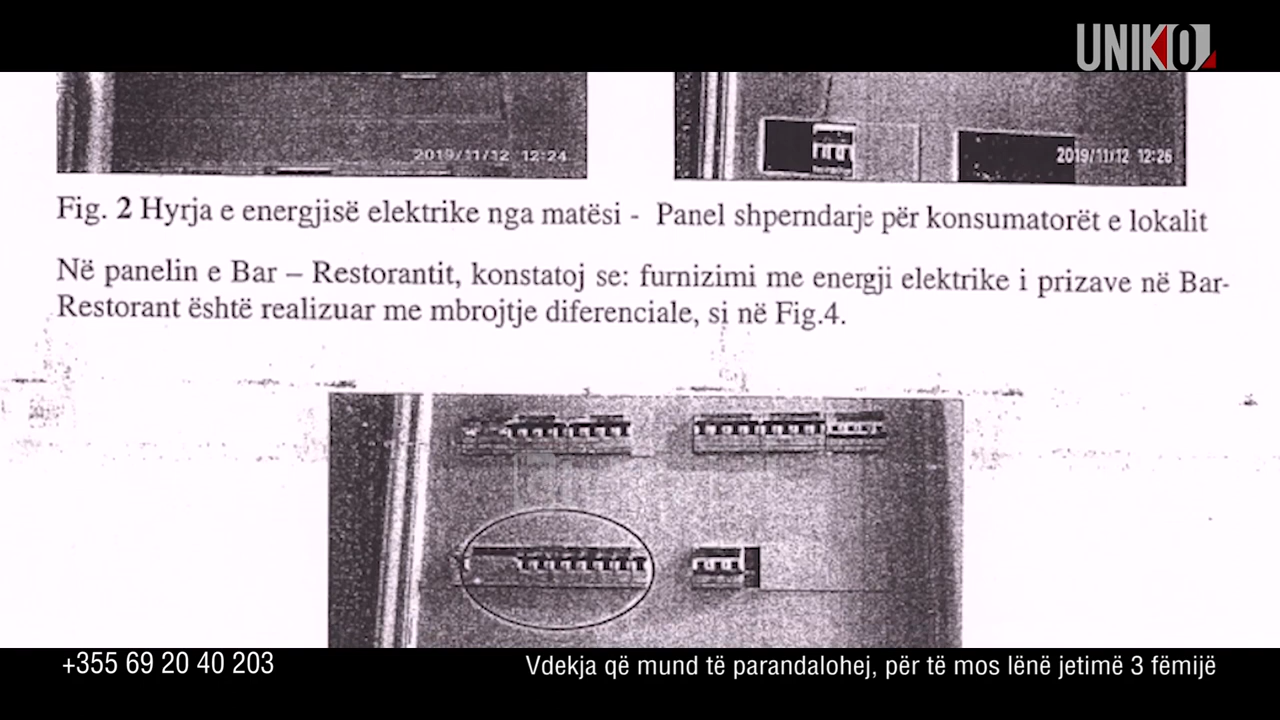 UNIKO
2019/11/12 12:24
2019/11/12 12:26
Fig. 2 Hyrja e energjisë elektrike nga matësi - Panel shperndarje për konsumatorët e lokalit
Në panelin e Bar – Restorantit, konstatoj se: furnizimi me energji elektrike i prizave në Bar-
Restorant është realizuar me mbrojtje diferenciale, si në Fig.4.
+355 69 20 40 203
Vdekja që mund të parandalohej, për të mos lënë jetimë 3 fëmijë